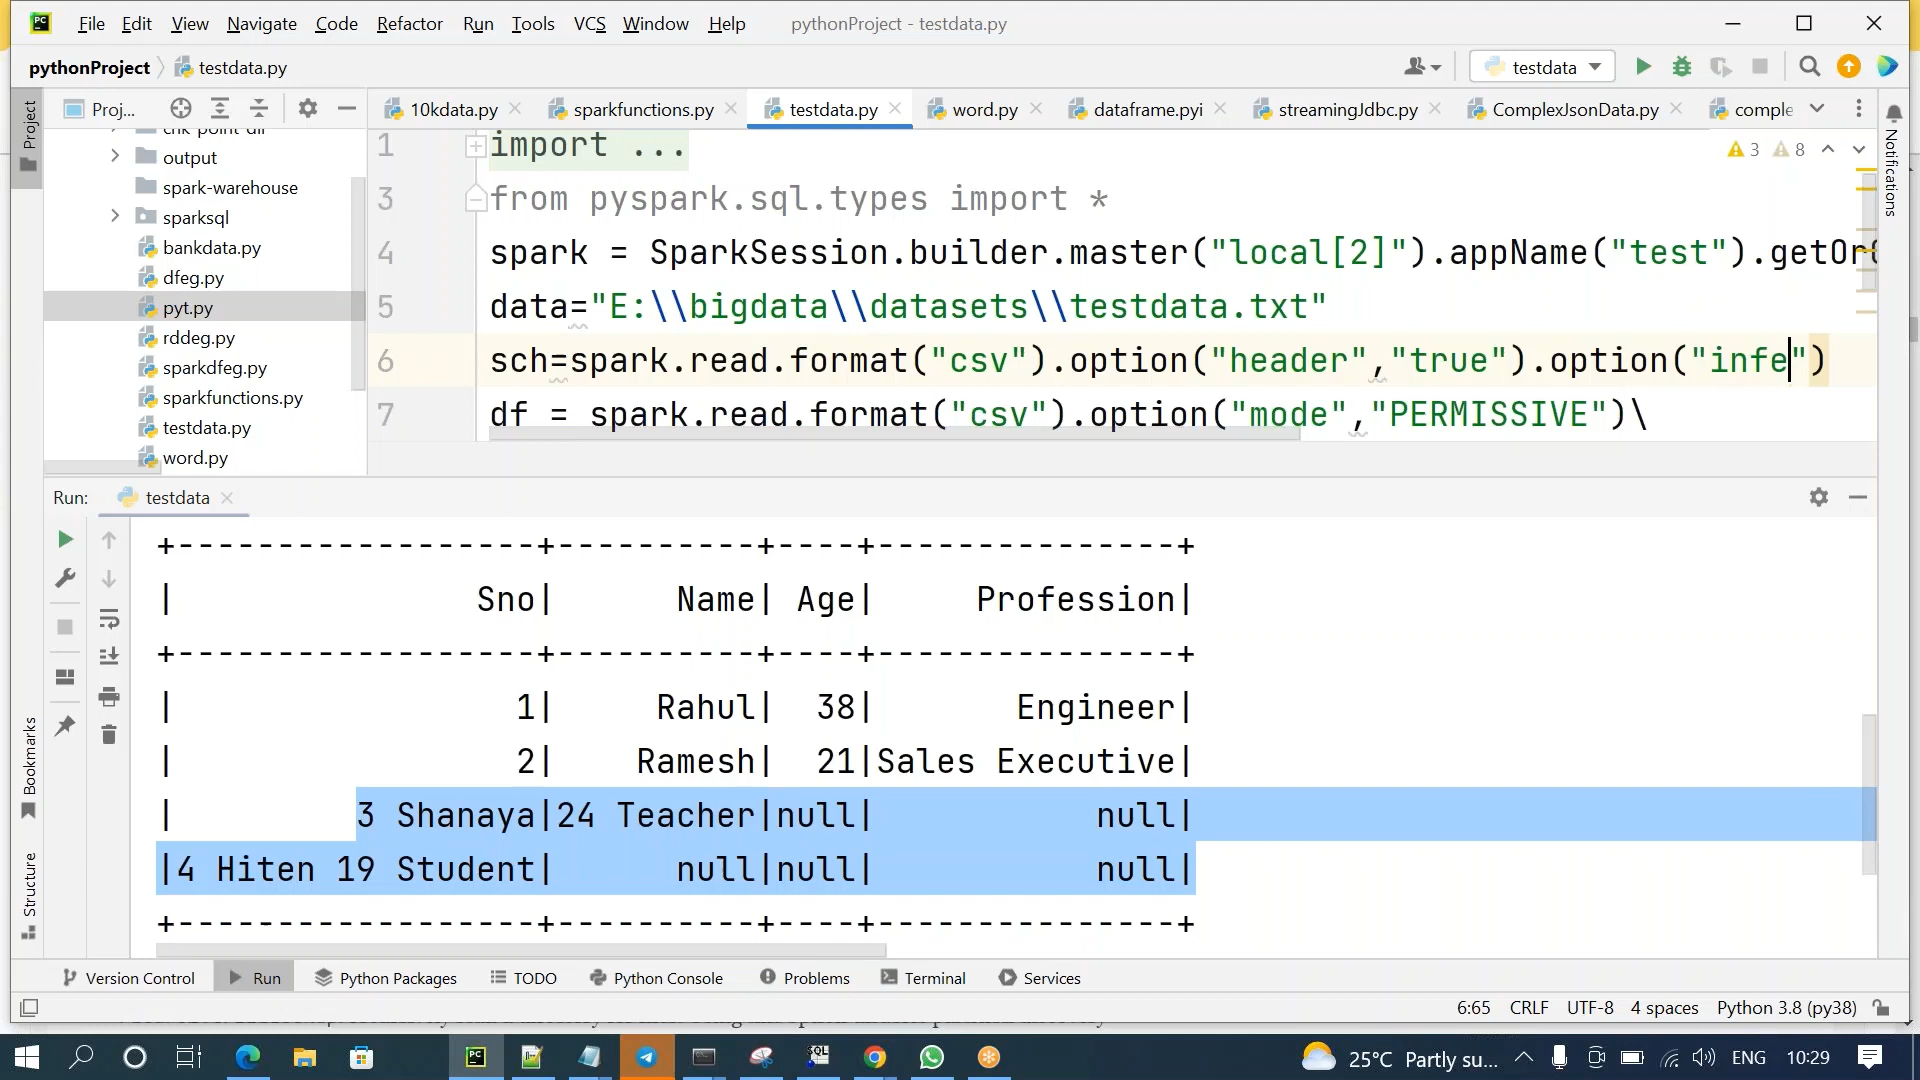 File Edit View Navigate Code Refactor Run Tools VCS Window Help pythonProject - testdata.py
pythonProject testdata.py testdata
Project Proj... 10kdata.py sparkfunctions.py testdata.py word.py dataframe.pyi streamingJdbc.py ComplexJsonData.py comple
output
spark-warehouse
sparksql
bankdata.py
dfeg.py
pyt.py
rddeg.py
sparkdfeg.py
sparkfunctions.py
testdata.py
word.py
1 import ... 3 8
3 from pyspark.sql.types import *
4 spark = SparkSession.builder.master("local[2]").appName("test").getOr
5 data="E:\\bigdata\\datasets\\testdata.txt"
6 sch=spark.read.format("csv").option("header","true").option("infe")
7 df = spark.read.format("csv").option("mode","PERMISSIVE")\
Notifications
Run: testdata
+------------------+----------+----+---------------+
| Sno| Name| Age| Profession|
+------------------+----------+----+---------------+
| 1| Rahul| 38| Engineer|
| 2| Ramesh| 21|Sales Executive|
| 3 Shanaya|24 Teacher|null| null|
|4 Hiten 19 Student| null|null| null|
+------------------+----------+----+---------------+
Bookmarks
Structure
Version Control Run Python Packages TODO Python Console Problems Terminal Services
6:65 CRLF UTF-8 4 spaces Python 3.8 (py38)
25°C Partly su... ENG 10:29